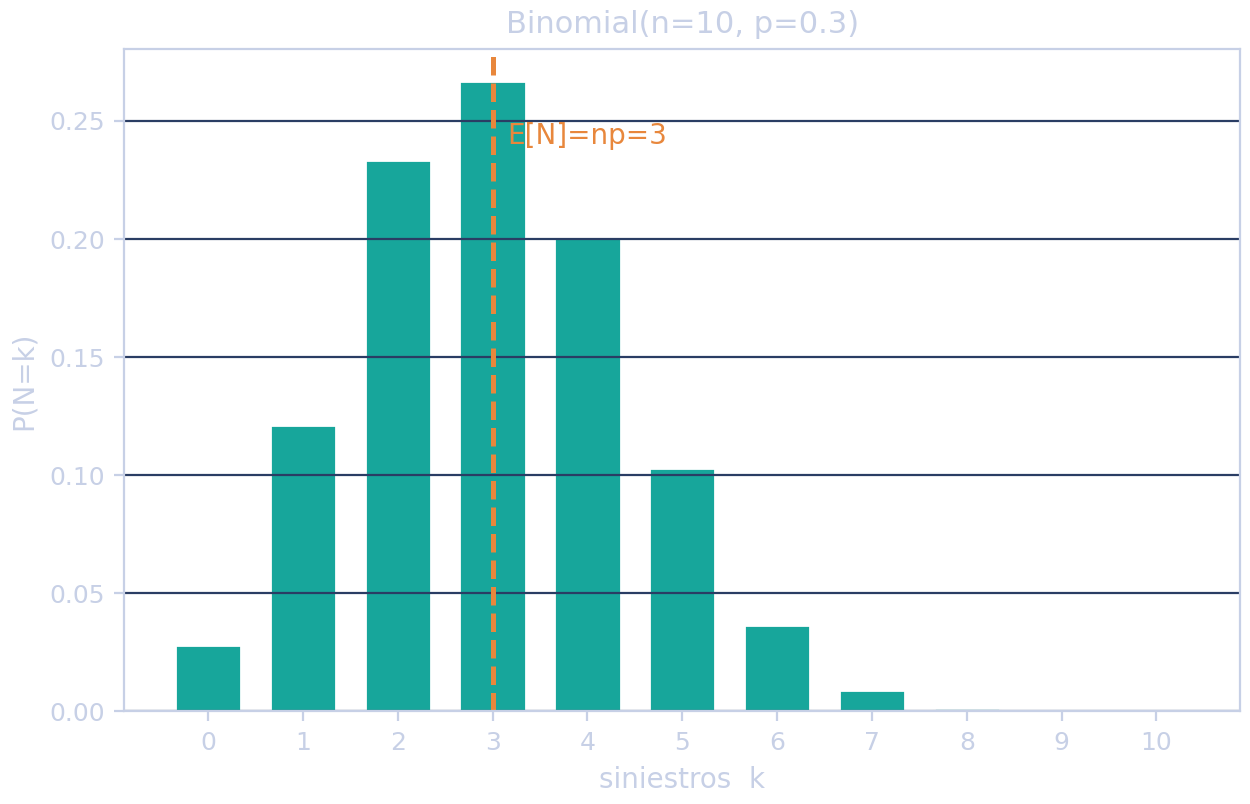 Binomial(n=10, p=0.3)
E[N]=np=3
P(N=k)
0.25
0.20
0.15
0.10
0.05
0.00
0 1 2 3 4 5 6 7 8 9 10
siniestros k